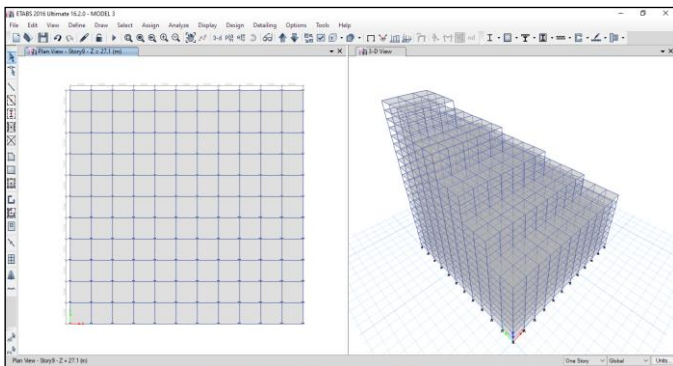 ETABS 2016 Ultimate 16.2.0 - MODEL 3
File Edit View Define Draw Select Assign Analyze Display Design Detailing Options Tools Help
3-d
Plan View - Story9 - Z = 27.1 (m)
3-D View
Plan View - Story9 - Z = 27.1 (m)
One Story
Global
Units...